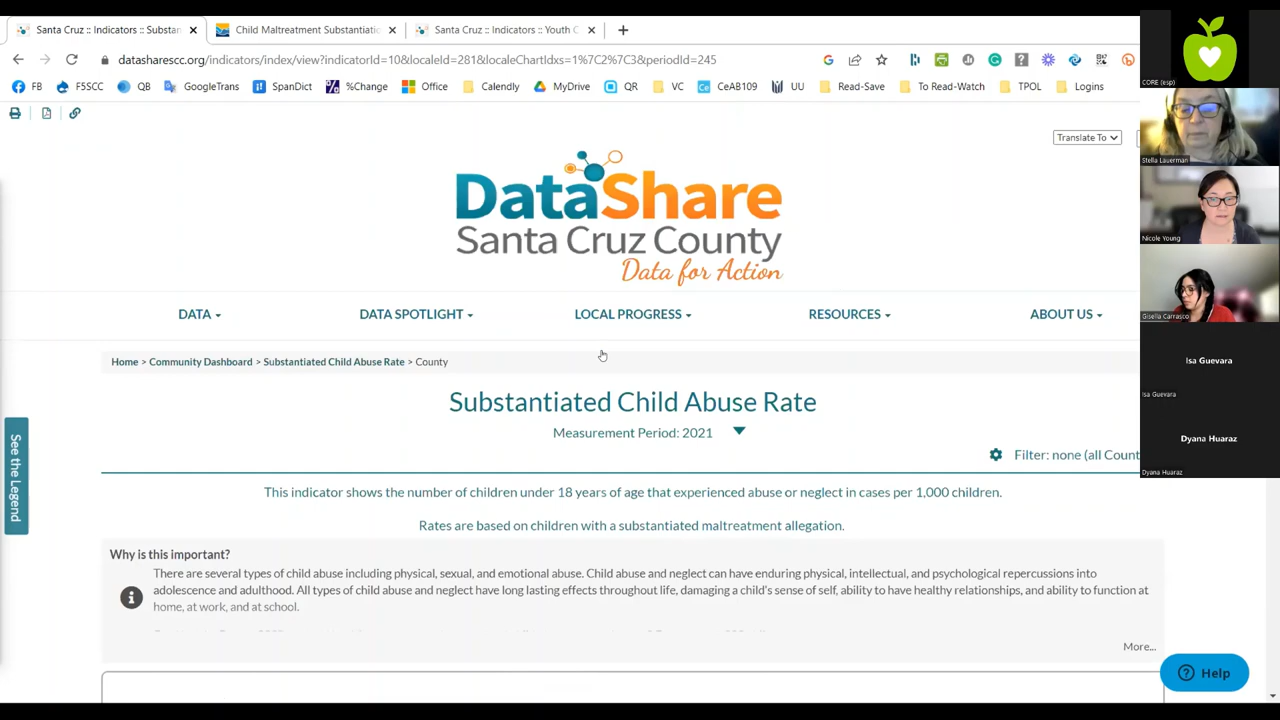 Santa Cruz :: Indicators :: Substan
Child Maltreatment Substantiatio
Santa Cruz :: Indicators :: Youth C
datasharescc.org/indicators/index/view?indicatorId=10&localeId=281&localeChartIdxs=1%7C2%7C3&periodId=245
FB
F5SCC
QB
GoogleTrans
SpanDict
%Change
Office
Calendly
MyDrive
QR
VC
CeAB109
UU
Read-Save
To Read-Watch
TPOL
Logins
Translate To
DataShare
Santa Cruz County
Data for Action
DATA
DATA SPOTLIGHT
LOCAL PROGRESS
RESOURCES
ABOUT US
Home > Community Dashboard > Substantiated Child Abuse Rate > County
Substantiated Child Abuse Rate
Measurement Period: 2021
Filter: none (all Count
See the Legend
This indicator shows the number of children under 18 years of age that experienced abuse or neglect in cases per 1,000 children.
Rates are based on children with a substantiated maltreatment allegation.
Why is this important?
There are several types of child abuse including physical, sexual, and emotional abuse. Child abuse and neglect can have enduring physical, intellectual, and psychological repercussions into
adolescence and adulthood. All types of child abuse and neglect have long lasting effects throughout life, damaging a child's sense of self, ability to have healthy relationships, and ability to function at
home, at work, and at school.
More...
Help
CORE (esp)
Stella Lauerman
Nicole Young
Gisella Carrasco
Isa Guevara
Isa Guevara
Dyana Huaraz
Dyana Huaraz